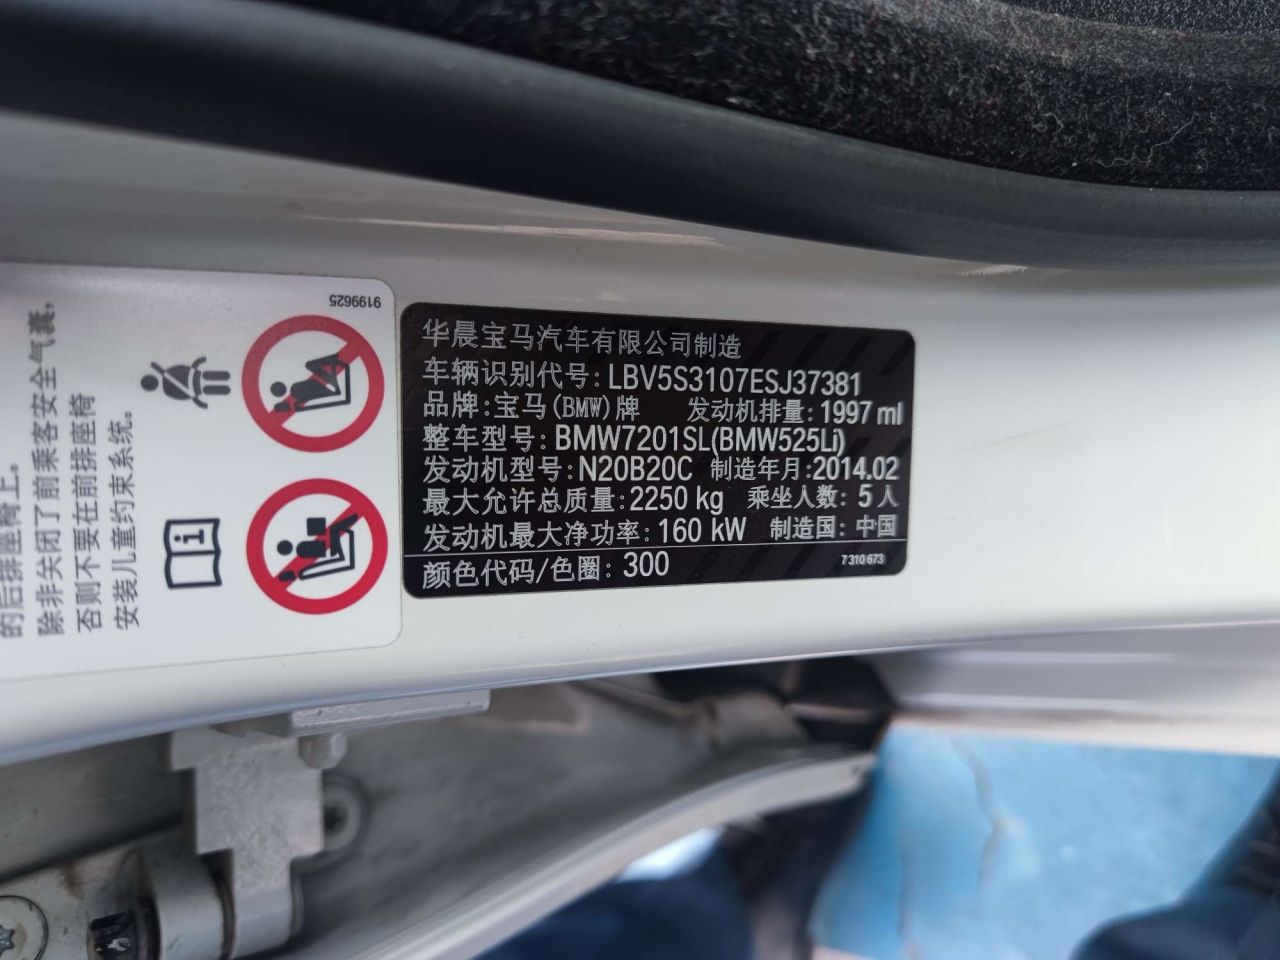 华晨宝马汽车有限公司制造
车辆识别代号: LBV5S3107ESJ37381
品牌: 宝马(BMW)牌 发动机排量: 1997 ml
整车型号: BMW7201SL(BMW525Li)
发动机型号: N20B20C 制造年月: 2014.02
最大允许总质量: 2250 kg 乘坐人数: 5 人
发动机最大净功率: 160 kW 制造国: 中国
颜色代码/色圈: 300
7 310 673
9199625
的后排座椅上。
除非关闭了前乘客安全气囊,
否则不要在前排座椅
安装儿童约束系统。